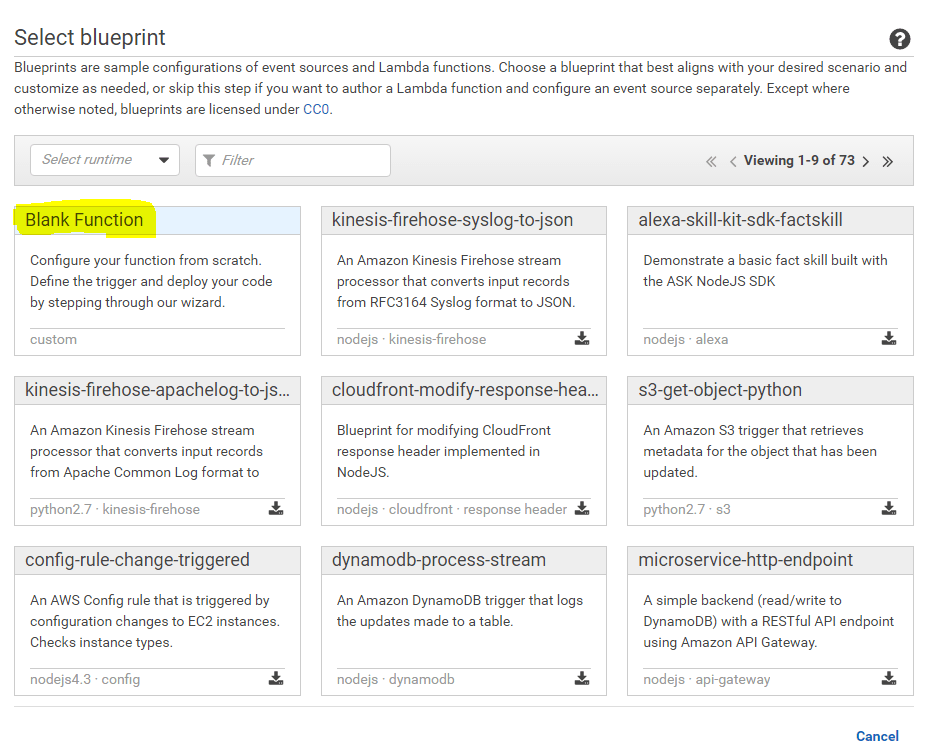 Select blueprint
Blueprints are sample configurations of event sources and Lambda functions. Choose a blueprint that best aligns with your desired scenario and
customize as needed, or skip this step if you want to author a Lambda function and configure an event source separately. Except where
otherwise noted, blueprints are licensed under CC0.
Select runtime
Filter
Viewing 1-9 of 73
Blank Function
Configure your function from scratch.
Define the trigger and deploy your code
by stepping through our wizard.
custom
kinesis-firehose-syslog-to-json
An Amazon Kinesis Firehose stream
processor that converts input records
from RFC3164 Syslog format to JSON.
nodejs · kinesis-firehose
alexa-skill-kit-sdk-factskill
Demonstrate a basic fact skill built with
the ASK NodeJS SDK
nodejs · alexa
kinesis-firehose-apachelog-to-js...
An Amazon Kinesis Firehose stream
processor that converts input records
from Apache Common Log format to
python2.7 · kinesis-firehose
cloudfront-modify-response-hea...
Blueprint for modifying CloudFront
response header implemented in
NodeJS.
nodejs · cloudfront · response header
s3-get-object-python
An Amazon S3 trigger that retrieves
metadata for the object that has been
updated.
python2.7 · s3
config-rule-change-triggered
An AWS Config rule that is triggered by
configuration changes to EC2 instances.
Checks instance types.
nodejs4.3 · config
dynamodb-process-stream
An Amazon DynamoDB trigger that logs
the updates made to a table.
nodejs · dynamodb
microservice-http-endpoint
A simple backend (read/write to
DynamoDB) with a RESTful API endpoint
using Amazon API Gateway.
nodejs · api-gateway
Cancel